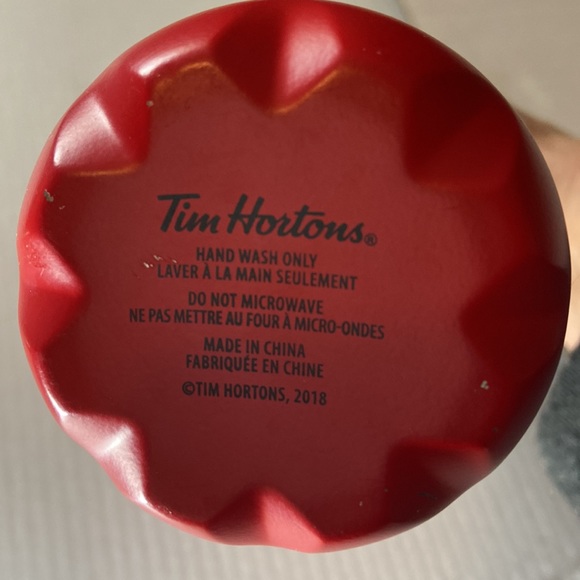 Tim Hortons®
HAND WASH ONLY
LAVER À LA MAIN SEULEMENT
DO NOT MICROWAVE
NE PAS METTRE AU FOUR À MICRO-ONDES
MADE IN CHINA
FABRIQUÉE EN CHINE
©TIM HORTONS, 2018